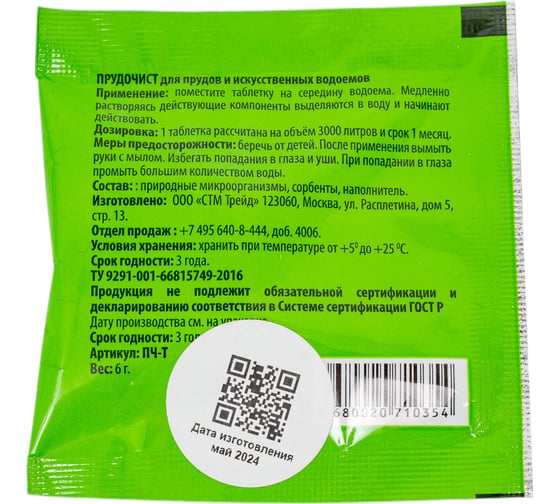 ПРУДОЧИСТ для прудов и искусственных водоемов
Применение: поместите таблетку на середину водоема. Медленно
растворяясь действующие компоненты выделяются в воду и начинают
действовать.
Дозировка: 1 таблетка рассчитана на объём 3000 литров и срок 1 месяц.
Меры предосторожности: беречь от детей. После применения вымыть
руки с мылом. Избегать попадания в глаза и уши. При попадании в глаза
промыть большим количеством воды.
Состав: : природные микроорганизмы, сорбенты, наполнитель.
Изготовлено: ООО «СТМ Трейд» 123060, Москва, ул. Расплетина, дом 5,
стр. 13.
Отдел продаж : +7 495 640-8-444, доб. 4006.
Условия хранения: хранить при температуре от +5⁰ до +25 ⁰С.
Срок годности: 3 года.
ТУ 9291-001-66815749-2016
Продукция не подлежит обязательной сертификации и
декларированию соответствия в Системе сертификации ГОСТ Р
Дату производства см. на упаковке
Срок годности: 3 год
Артикул: ПЧ-Т
Вес: 6 г.
680020 710354
Дата изготовления
май 2024